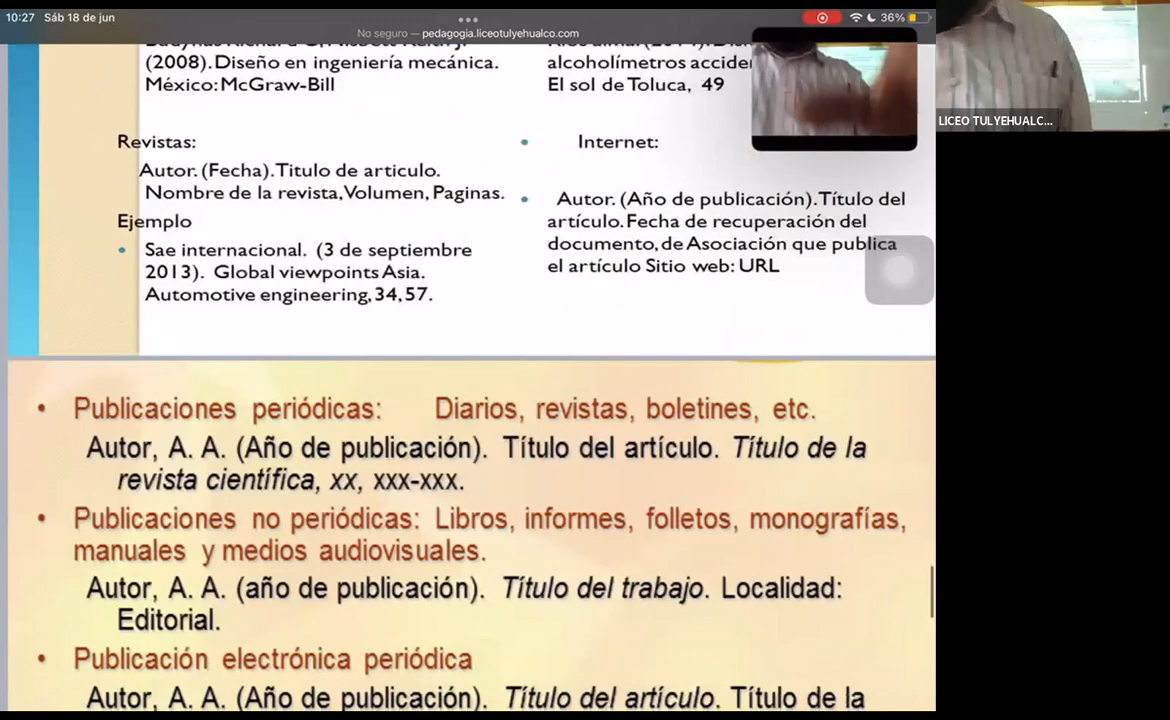 10:27 Sáb 18 de jun
36%
No seguro — pedagogia.liceotulyehualco.com
(2008). Diseño en ingeniería mecánica.
México: McGraw-Bill
Revistas:
Autor. (Fecha). Titulo de articulo.
Nombre de la revista, Volumen, Paginas.
Ejemplo
• Sae internacional. (3 de septiembre
2013). Global viewpoints Asia.
Automotive engineering, 34, 57.
alcoholímetros
El sol de Toluca, 49
• Internet:
• Autor. (Año de publicación). Título del
artículo. Fecha de recuperación del
documento, de Asociación que publica
el artículo Sitio web: URL
LICEO TULYEHUALC...
• Publicaciones periódicas: Diarios, revistas, boletines, etc.
Autor, A. A. (Año de publicación). Título del artículo. Título de la
revista científica, xx, xxx-xxx.
• Publicaciones no periódicas: Libros, informes, folletos, monografías,
manuales y medios audiovisuales.
Autor, A. A. (año de publicación). Título del trabajo. Localidad:
Editorial.
• Publicación electrónica periódica
Autor, A. A. (Año de publicación). Título del artículo. Título de la